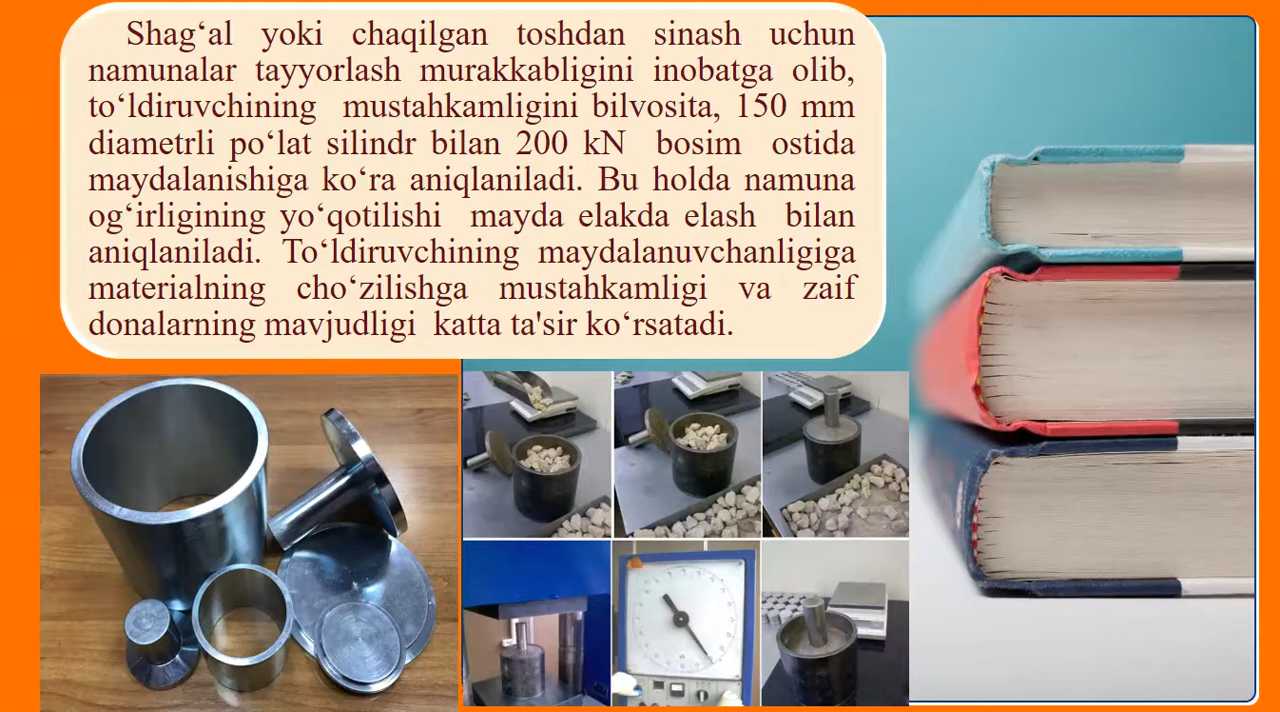 Shag‘al yoki chaqilgan toshdan sinash uchun
namunalar tayyorlash murakkabligini inobatga olib,
to‘ldiruvchining mustahkamligini bilvosita, 150 mm
diametrli po‘lat silindr bilan 200 kN bosim ostida
maydalanishiga ko‘ra aniqlaniladi. Bu holda namuna
og‘irligining yo‘qotilishi mayda elakda elash bilan
aniqlaniladi. To‘ldiruvchining maydalanuvchanligiga
materialning cho‘zilishga mustahkamligi va zaif
donalarning mavjudligi katta ta'sir ko‘rsatadi.